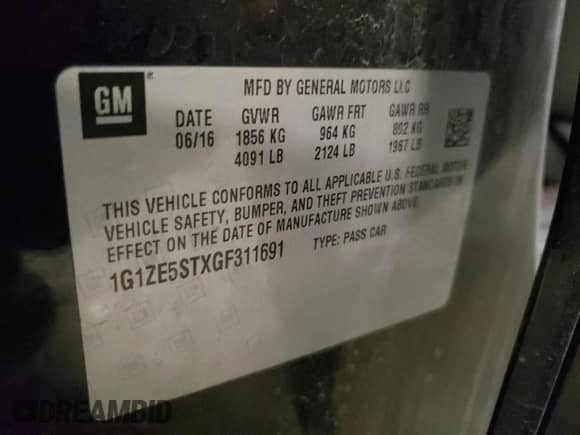 GM
MFD BY GENERAL MOTORS LLC
DATE GVWR GAWR FRT GAWR RR
06/16 1856 KG 964 KG 892 KG
4091 LB 2124 LB 1967 LB
THIS VEHICLE CONFORMS TO ALL APPLICABLE U.S. FEDERAL MOTOR
VEHICLE SAFETY, BUMPER, AND THEFT PREVENTION STANDARDS IN
EFFECT ON THE DATE OF MANUFACTURE SHOWN ABOVE.
1G1ZE5STXGF311691 TYPE: PASS CAR
DREAMBID